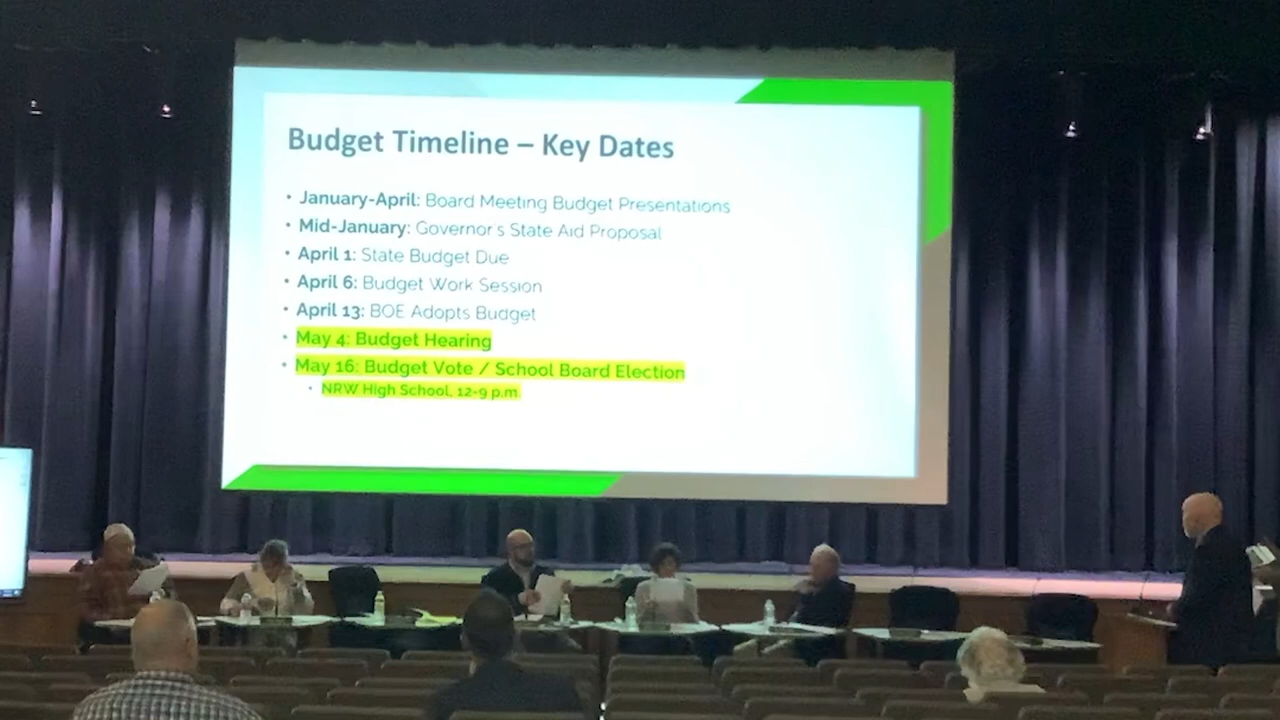 Budget Timeline – Key Dates
• January-April: Board Meeting Budget Presentations
• Mid-January: Governor's State Aid Proposal
• April 1: State Budget Due
• April 6: Budget Work Session
• April 13: BOE Adopts Budget
• May 4: Budget Hearing
• May 16: Budget Vote / School Board Election
• NRW High School, 12-9 p.m.